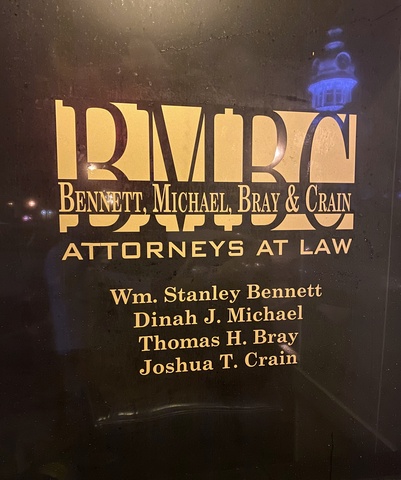 BMBC
BENNETT, MICHAEL, BRAY & CRAIN
ATTORNEYS AT LAW
Wm. Stanley Bennett
Dinah J. Michael
Thomas H. Bray
Joshua T. Crain